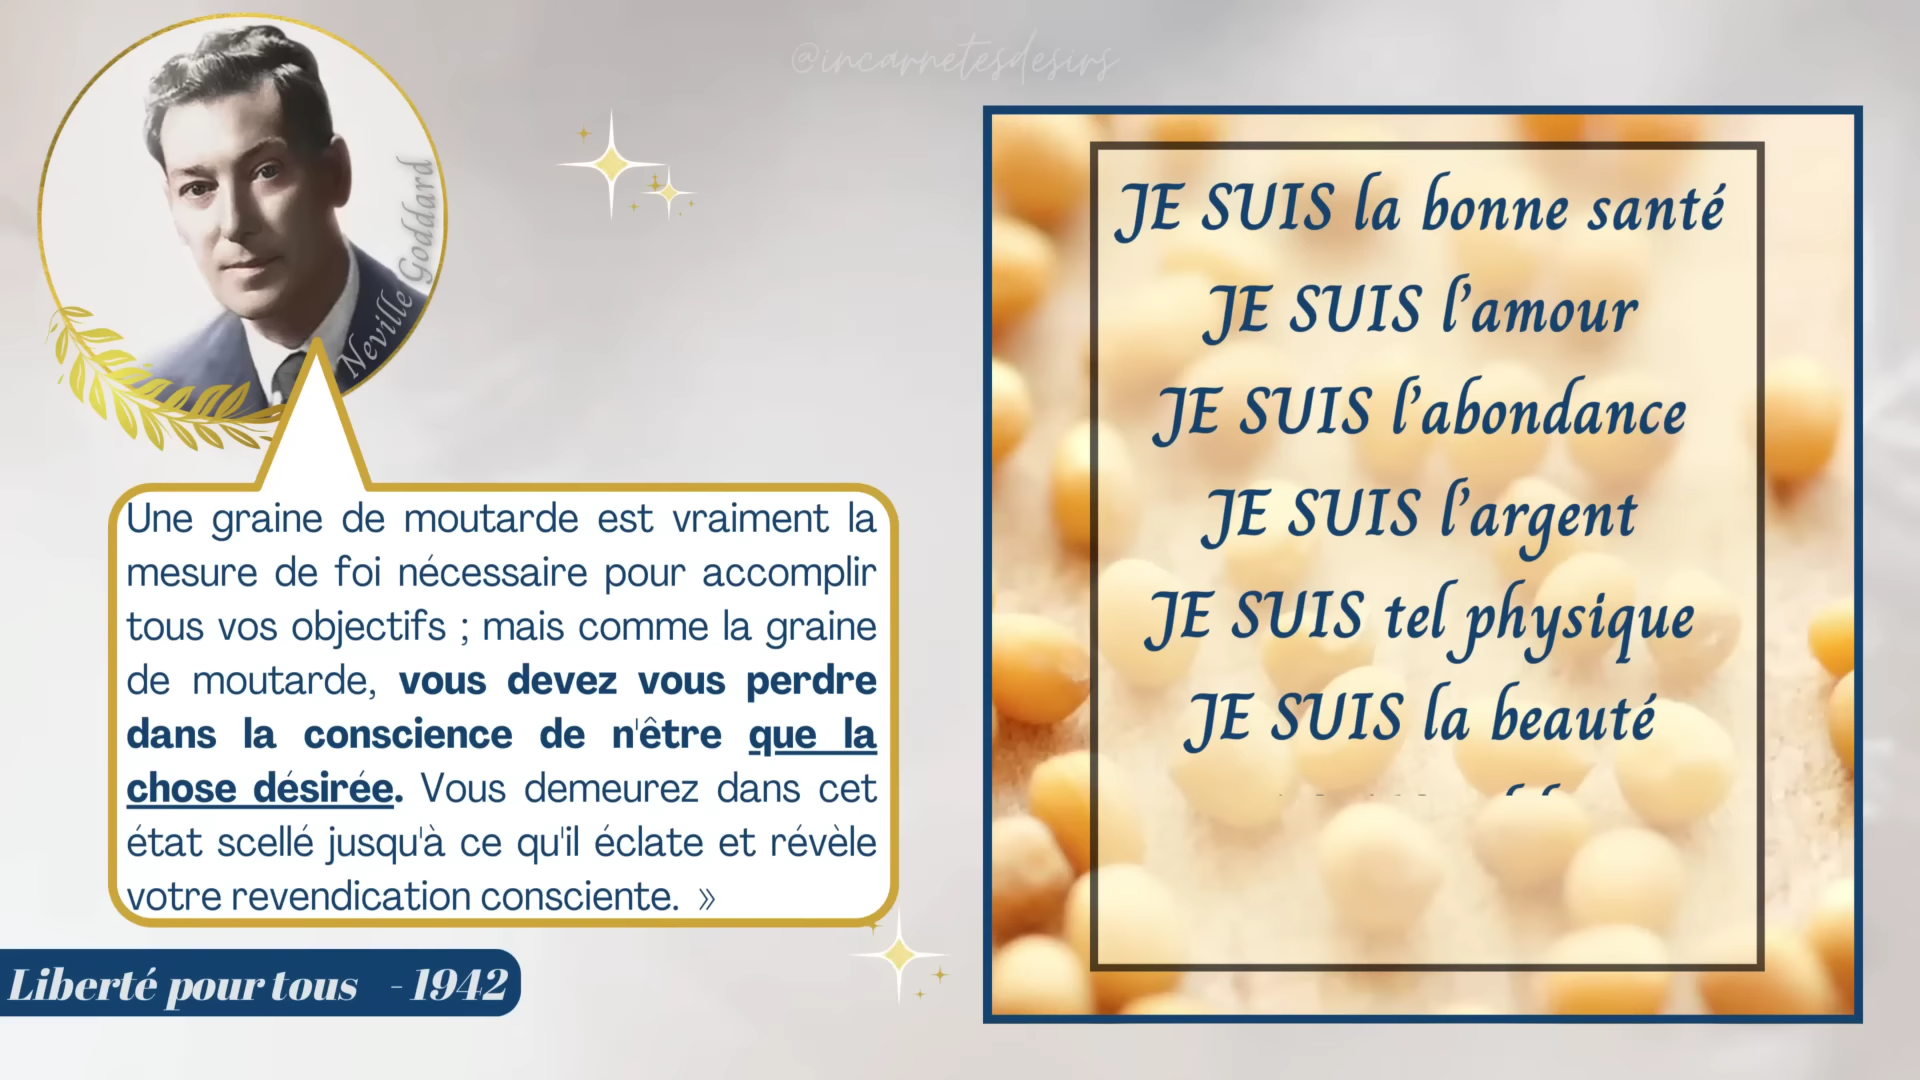 @incarnetesdesirs
Neville Goddard
Une graine de moutarde est vraiment la
mesure de foi nécessaire pour accomplir
tous vos objectifs ; mais comme la graine
de moutarde, vous devez vous perdre
dans la conscience de n'être que la
chose désirée. Vous demeurez dans cet
état scellé jusqu'à ce qu'il éclate et révèle
votre revendication consciente. »
Liberté pour tous - 1942
JE SUIS la bonne santé
JE SUIS l'amour
JE SUIS l'abondance
JE SUIS l'argent
JE SUIS tel physique
JE SUIS la beauté